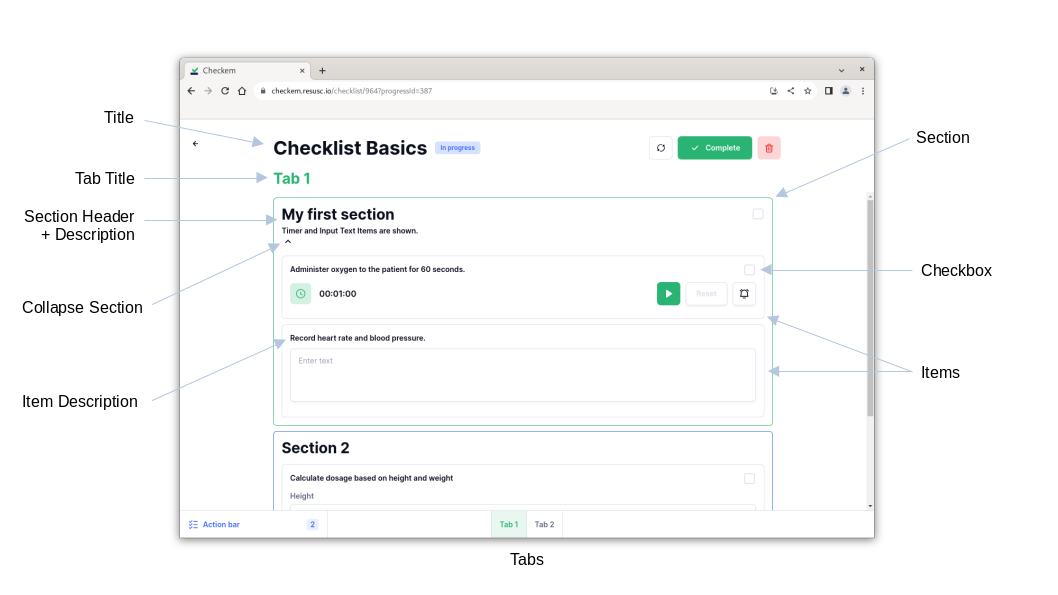 Checkem
checkem.resusc.io/checklist/964?progressId=387
Title
Checklist Basics
In progress
Complete
Section
Tab Title
Tab 1
Section Header
+ Description
My first section
Timer and Input Text Items are shown.
Collapse Section
Administer oxygen to the patient for 60 seconds.
Checkbox
00:01:00
Reset
Record heart rate and blood pressure.
Enter text
Items
Item Description
Section 2
Calculate dosage based on height and weight
Height
Action bar
2
Tab 1
Tab 2
Tabs